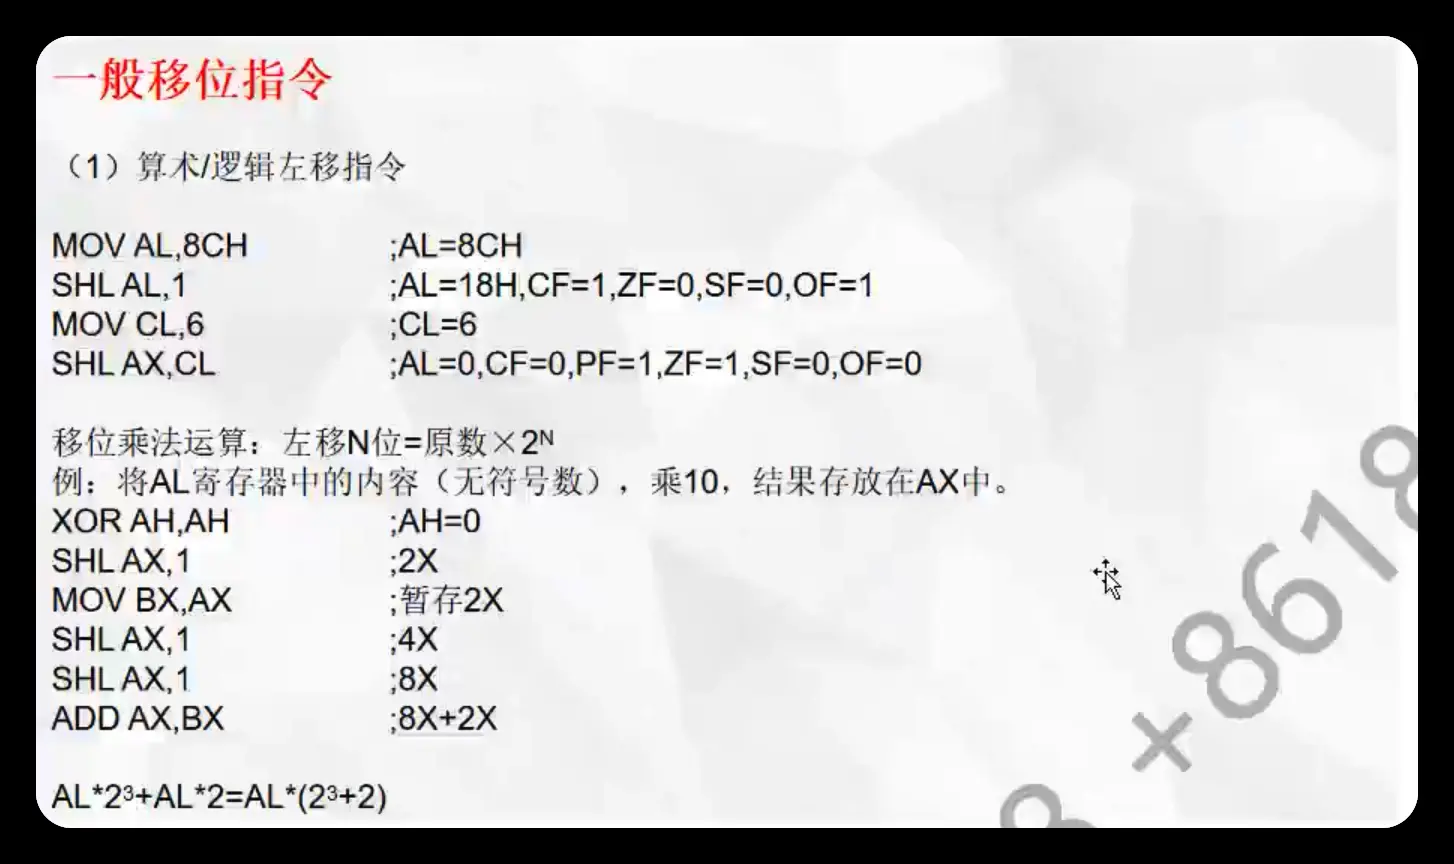 一般移位指令
（1）算术/逻辑左移指令
MOV AL,8CH ;AL=8CH
SHL AL,1 ;AL=18H,CF=1,ZF=0,SF=0,OF=1
MOV CL,6 ;CL=6
SHL AX,CL ;AL=0,CF=0,PF=1,ZF=1,SF=0,OF=0
移位乘法运算：左移N位=原数×2ᴺ
例：将AL寄存器中的内容（无符号数），乘10，结果存放在AX中。
XOR AH,AH ;AH=0
SHL AX,1 ;2X
MOV BX,AX ;暂存2X
SHL AX,1 ;4X
SHL AX,1 ;8X
ADD AX,BX ;8X+2X
AL*2³+AL*2=AL*(2³+2)
+8618